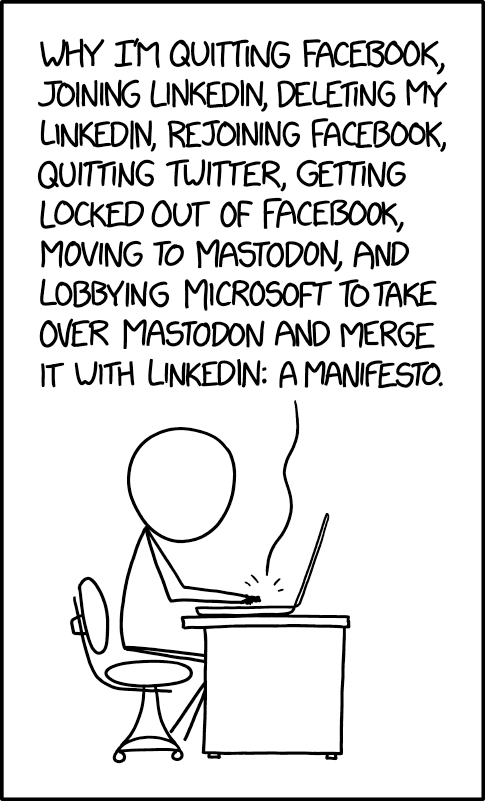 WHY I'M QUITTING FACEBOOK,
JOINING LINKEDIN, DELETING MY
LINKEDIN, REJOINING FACEBOOK,
QUITTING TWITTER, GETTING
LOCKED OUT OF FACEBOOK,
MOVING TO MASTODON, AND
LOBBYING MICROSOFT TO TAKE
OVER MASTODON AND MERGE
IT WITH LINKEDIN: A MANIFESTO.